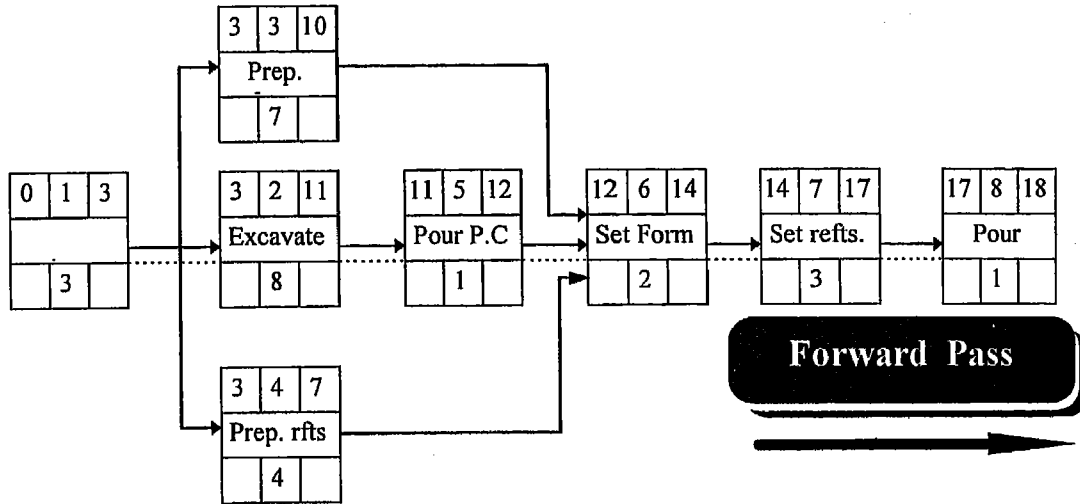 3 3 10
Prep.
7
0 1 3
3
3 2 11
Excavate
8
11 5 12
Pour P.C
1
12 6 14
Set Form
2
14 7 17
Set refts.
3
17 8 18
Pour
1
3 4 7
Prep. rfts
4
Forward Pass